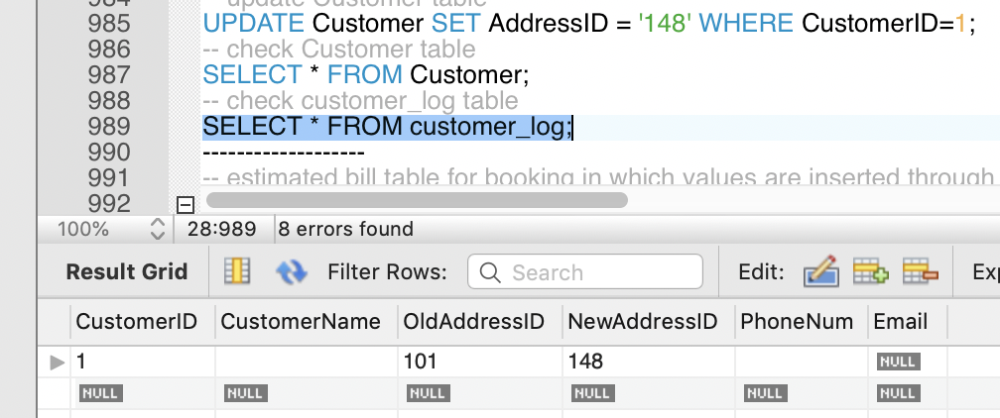 984 -- update Customer table
985 UPDATE Customer SET AddressID = '148' WHERE CustomerID=1;
986 -- check Customer table
987 SELECT * FROM Customer;
988 -- check customer_log table
989 SELECT * FROM customer_log;
990 -------------------
991 -- estimated bill table for booking in which values are inserted through
992
100% 28:989 8 errors found
Result Grid Filter Rows: Search Edit:
CustomerID CustomerName OldAddressID NewAddressID PhoneNum Email
1 101 148 NULL
NULL NULL NULL NULL NULL NULL